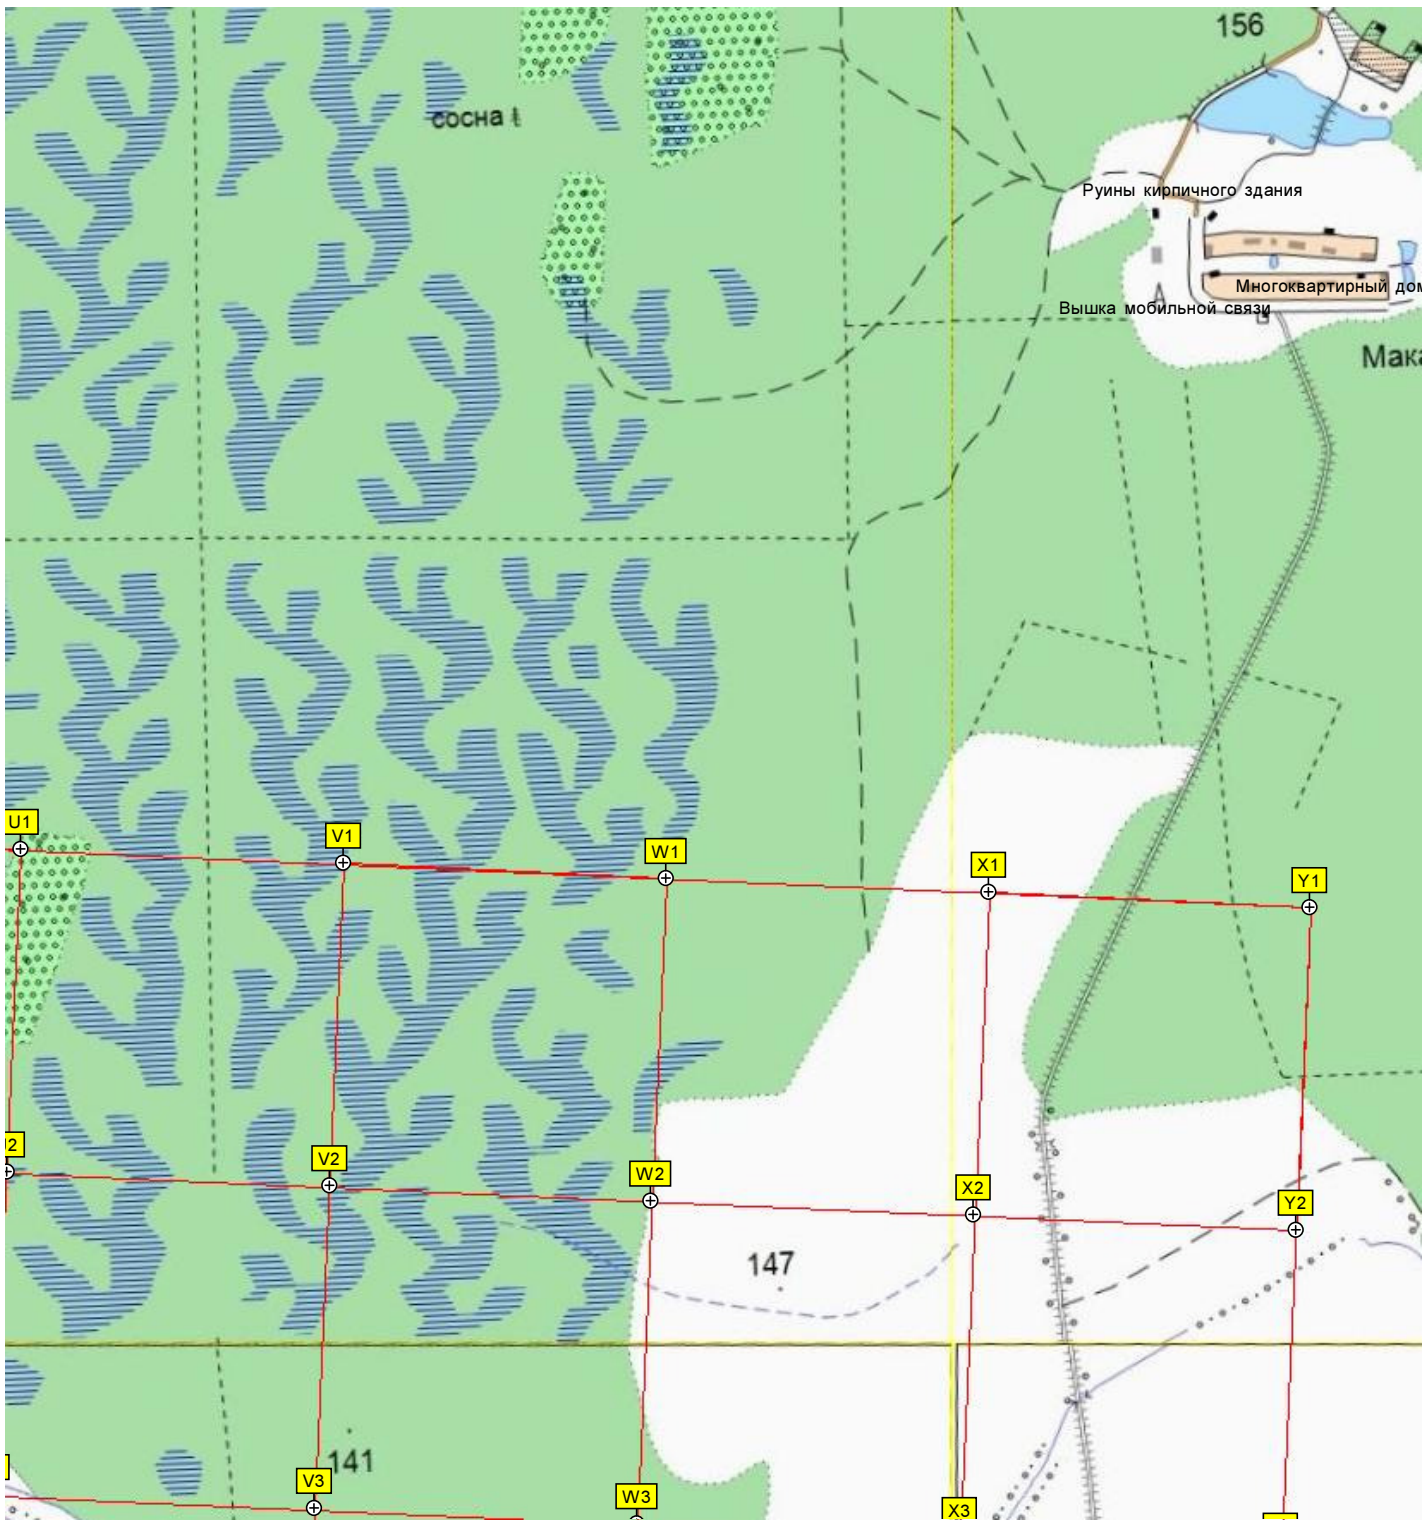 156
сосна
Руины кирпичного здания
Многоквартирный дом
Вышка мобильной связи
Мака
U1
V1
W1
X1
Y1
V2
W2
X2
Y2
147
141
V3
W3
X3